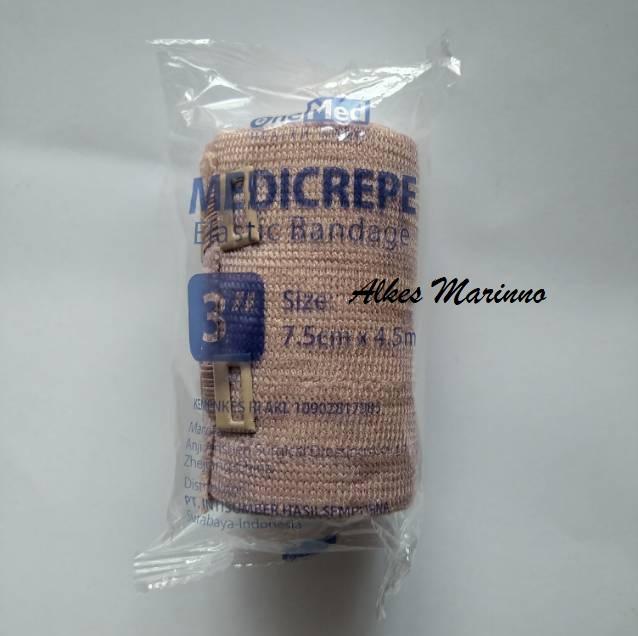 OneMed
MEDICREPE
Elastic Bandage
3"
Size
7.5cm x 4.5m
Alkes Marinno
KEMENKES RI AKL
Zhejiang-China
PT. INTISUMBER HASIL SEMPURNA
Surabaya-Indonesia